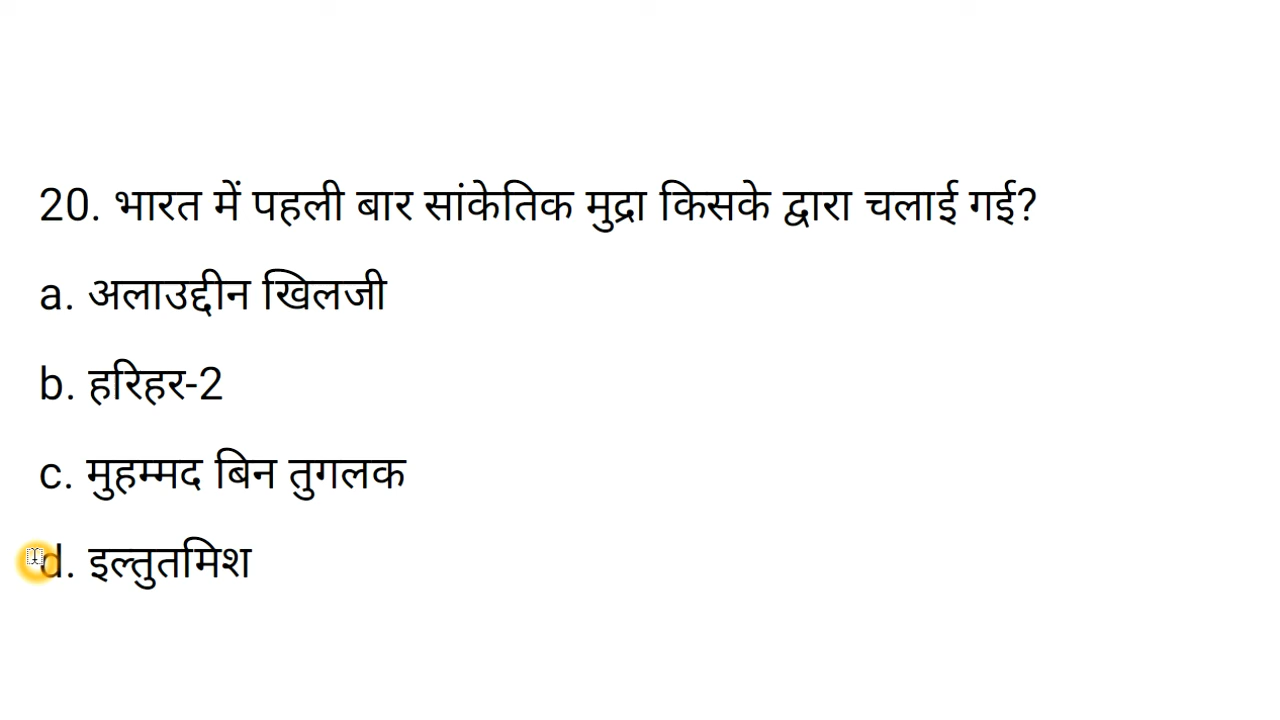 20. भारत में पहली बार सांकेतिक मुद्रा किसके द्वारा चलाई गई?
a. अलाउद्दीन खिलजी
b. हरिहर-2
c. मुहम्मद बिन तुगलक
d. इल्तुतमिश